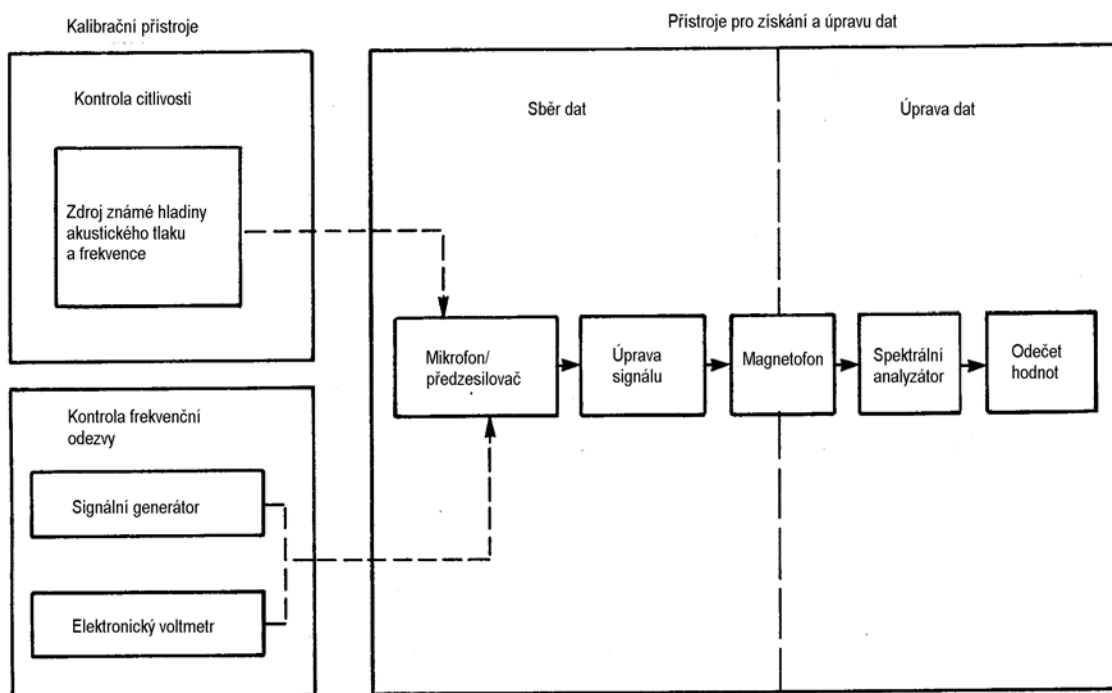 Kalibrační přístroje
Přístroje pro získání a úpravu dat
Kontrola citlivosti
Zdroj známé hladiny
akustického tlaku
a frekvence
Kontrola frekvenční
odezvy
Signální generátor
Elektronický voltmetr
Sběr dat
Úprava dat
Mikrofon/
předzesilovač
Úprava
signálu
Magnetofon
Spektrální
analyzátor
Odečet
hodnot